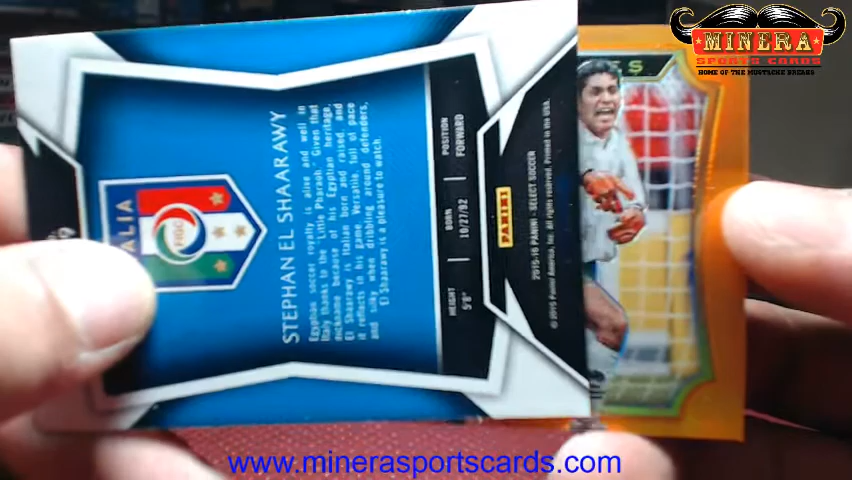 MINERA
SPORTS CARDS
HOME OF THE MUSTACHE BREAKS
ALIA
FIGC
STEPHAN EL SHAARAWY
Egyptian soccer royalty is alive and well in
Italy thanks to the "Little Pharaoh." Given that
nickname because of his Egyptian heritage,
El Shaarawy is Italian born and raised, and
it reflects in his game. Versatile, full of pace
and silky when dribbling around defenders,
El Shaarawy is a pleasure to watch.
HEIGHT
5'8"
BORN
10/27/92
POSITION
FORWARD
PANINI
2015-16 PANINI - SELECT SOCCER
© 2015 Panini America, Inc. All rights reserved. Printed in the USA.
ES
www.minerasportscards.com